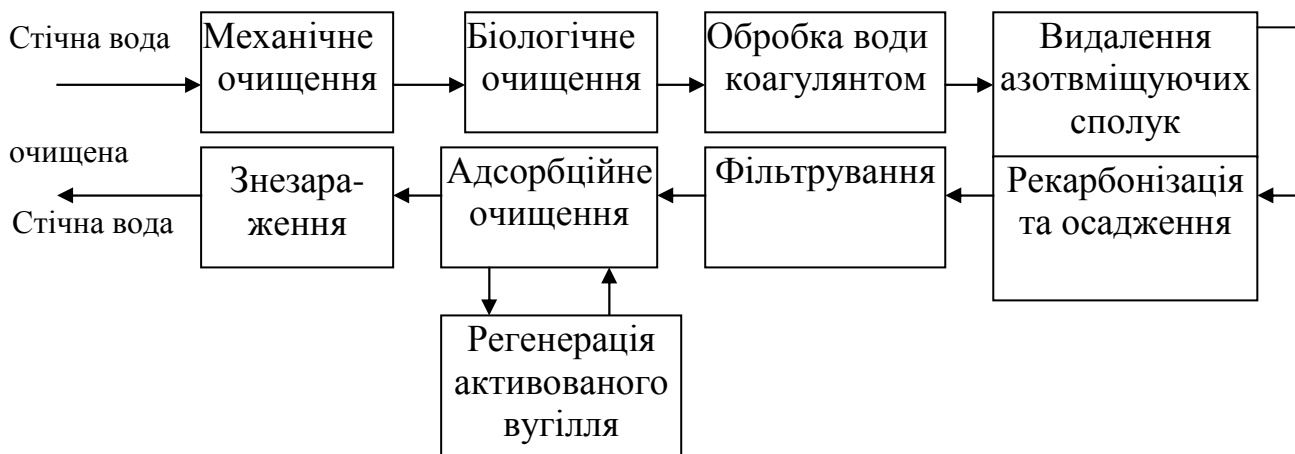 Стічна вода
Механічне
очищення
Біологічне
очищення
Обробка води
коагулянтом
Видалення
азотвміщуючих
сполук
очищена
Стічна вода
Знезара-
ження
Адсорбційне
очищення
Фільтрування
Рекарбонізація
та осадження
Регенерація
активованого
вугілля